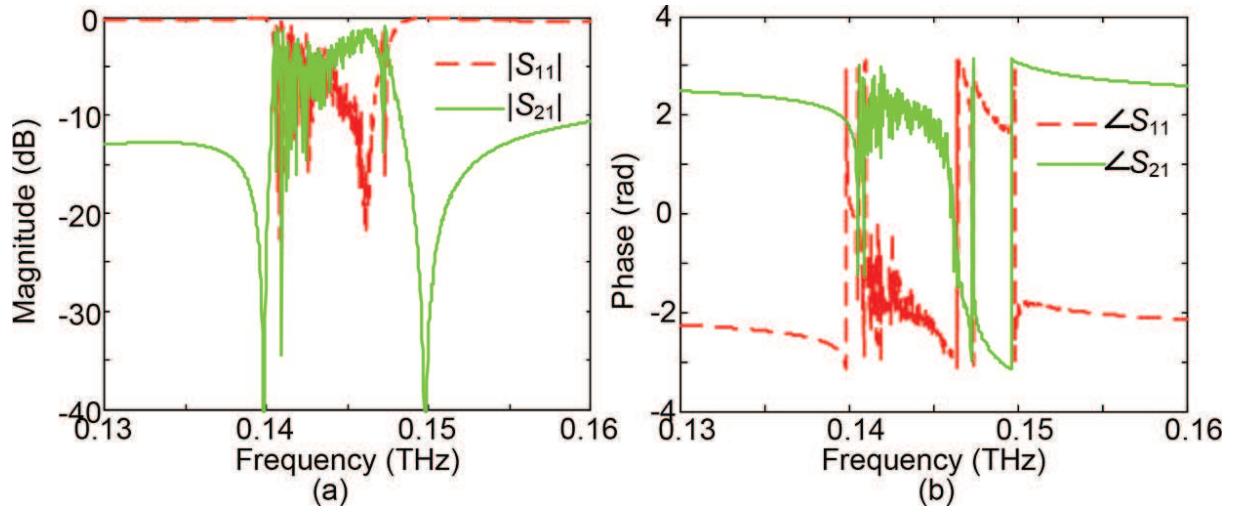 0
-10
-20
-30
-40
0.13
0.14
0.15
0.16
Magnitude (dB)
Frequency (THz)
|S11|
|S21|
(a)
4
2
0
-2
-4
0.13
0.14
0.15
0.16
Phase (rad)
Frequency (THz)
∠S11
∠S21
(b)